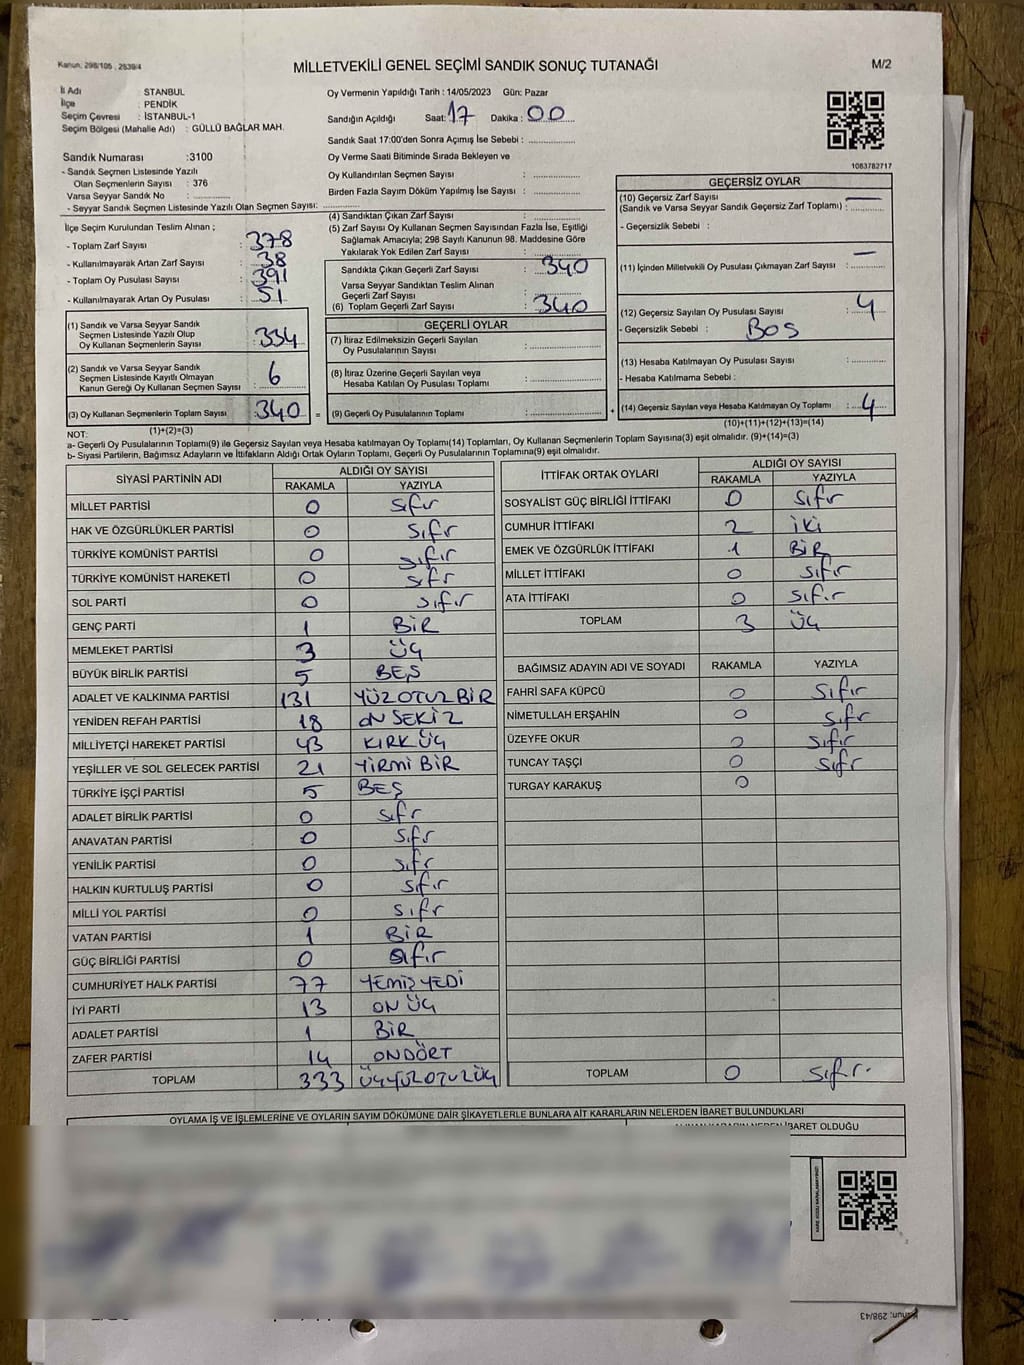 Kanun: 298/105 , 2839/4
MİLLETVEKİLİ GENEL SEÇİMİ SANDIK SONUÇ TUTANAĞI
M/2
İl Adı STANBUL
İlçe : PENDİK
Seçim Çevresi : İSTANBUL-1
Seçim Bölgesi (Mahalle Adı) : GÜLLÜ BAĞLAR MAH.
Oy Vermenin Yapıldığı Tarih : 14/05/2023 Gün: Pazar
Sandığın Açıldığı Saat: 17 Dakika : 00
Sandık Saat 17:00'den Sonra Açımış İse Sebebi :
Oy Verme Saati Bitiminde Sırada Bekleyen ve
Oy Kullandırılan Seçmen Sayısı :
Birden Fazla Sayım Döküm Yapılmış İse Sayısı :
1083782717
Sandık Numarası :3100
- Sandık Seçmen Listesinde Yazılı
Olan Seçmenlerin Sayısı : 376
Varsa Seyyar Sandık No :
- Seyyar Sandık Seçmen Listesinde Yazılı Olan Seçmen Sayısı:
İlçe Seçim Kurulundan Teslim Alınan ;
- Toplam Zarf Sayısı : 378
- Kullanılmayarak Artan Zarf Sayısı : 38
- Toplam Oy Pusulası Sayısı : 391
- Kullanılmayarak Artan Oy Pusulası : 51
(1) Sandık ve Varsa Seyyar Sandık
Seçmen Listesinde Yazılı Olup
Oy Kullanan Seçmenlerin Sayısı : 334
(2) Sandık ve Varsa Seyyar Sandık
Seçmen Listesinde Kayıtlı Olmayan
Kanun Gereği Oy Kullanan Seçmen Sayısı : 6
(3) Oy Kullanan Seçmenlerin Toplam Sayısı : 340 =
(1)+(2)=(3)
(4) Sandıktan Çıkan Zarf Sayısı :
(5) Zarf Sayısı Oy Kullanan Seçmen Sayısından Fazla İse, Eşitliği
Sağlamak Amacıyla; 298 Sayılı Kanunun 98. Maddesine Göre
Yakılarak Yok Edilen Zarf Sayısı :
Sandıkta Çıkan Geçerli Zarf Sayısı : 340
Varsa Seyyar Sandıktan Teslim Alınan
Geçerli Zarf Sayısı :
(6) Toplam Geçerli Zarf Sayısı : 340
GEÇERLİ OYLAR
(7) İtiraz Edilmeksizin Geçerli Sayılan
Oy Pusulalarının Sayısı :
(8) İtiraz Üzerine Geçerli Sayılan veya
Hesaba Katılan Oy Pusulası Toplamı :
(9) Geçerli Oy Pusulalarının Toplamı : +
GEÇERSİZ OYLAR
(10) Geçersiz Zarf Sayısı —
(Sandık ve Varsa Seyyar Sandık Geçersiz Zarf Toplamı) :
- Geçersizlik Sebebi :
(11) İçinden Milletvekili Oy Pusulası Çıkmayan Zarf Sayısı : —
(12) Geçersiz Sayılan Oy Pusulası Sayısı : 4
- Geçersizlik Sebebi : BOS
(13) Hesaba Katılmayan Oy Pusulası Sayısı :
- Hesaba Katılmama Sebebi :
(14) Geçersiz Sayılan veya Hesaba Katılmayan Oy Toplamı : 4
(10)+(11)+(12)+(13)=(14)
NOT:
a- Geçerli Oy Pusulalarının Toplamı(9) ile Geçersiz Sayılan veya Hesaba katılmayan Oy Toplamı(14) Toplamları, Oy Kullanan Seçmenlerin Toplam Sayısına(3) eşit olmalıdır. (9)+(14)=(3)
b- Siyasi Partilerin, Bağımsız Adayların ve İttifakların Aldığı Ortak Oyların Toplamı, Geçerli Oy Pusulalarının Toplamına(9) eşit olmalıdır.
SİYASİ PARTİNİN ADI ALDIĞI OY SAYISI
RAKAMLA YAZIYLA
MİLLET PARTİSİ 0 sıfır
HAK VE ÖZGÜRLÜKLER PARTİSİ 0 sıfır
TÜRKİYE KOMÜNİST PARTİSİ 0 sıfır
TÜRKİYE KOMÜNİST HAREKETİ 0 sıfır
SOL PARTİ 0 sıfır
GENÇ PARTİ 1 BİR
MEMLEKET PARTİSİ 3 ÜÇ
BÜYÜK BİRLİK PARTİSİ 5 BEŞ
ADALET VE KALKINMA PARTİSİ 131 YÜZOTUZBİR
YENİDEN REFAH PARTİSİ 18 ON SEKİZ
MİLLİYETÇİ HAREKET PARTİSİ 43 KIRK ÜÇ
YEŞİLLER VE SOL GELECEK PARTİSİ 21 YİRMİ BİR
TÜRKİYE İŞÇİ PARTİSİ 5 BEŞ
ADALET BİRLİK PARTİSİ 0 sıfır
ANAVATAN PARTİSİ 0 sıfır
YENİLİK PARTİSİ 0 sıfır
HALKIN KURTULUŞ PARTİSİ 0 sıfır
MİLLİ YOL PARTİSİ 0 sıfır
VATAN PARTİSİ 1 BİR
GÜÇ BİRLİĞİ PARTİSİ 0 sıfır
CUMHURİYET HALK PARTİSİ 77 YEMİŞ YEDİ
İYİ PARTİ 13 ON ÜÇ
ADALET PARTİSİ 1 BİR
ZAFER PARTİSİ 14 ONDÖRT
TOPLAM 333 ÜÇYÜZOTUZÜÇ
İTTİFAK ORTAK OYLARI ALDIĞI OY SAYISI
RAKAMLA YAZIYLA
SOSYALİST GÜÇ BİRLİĞİ İTTİFAKI 0 sıfır
CUMHUR İTTİFAKI 2 İKİ
EMEK VE ÖZGÜRLÜK İTTİFAKI 1 BİR
MİLLET İTTİFAKI 0 sıfır
ATA İTTİFAKI 0 sıfır
TOPLAM 3 ÜÇ
BAĞIMSIZ ADAYIN ADI VE SOYADI RAKAMLA YAZIYLA
FAHRİ SAFA KÜPCÜ 0 sıfır
NİMETULLAH ERŞAHİN 0 sıfır
ÜZEYFE OKUR 0 sıfır
TUNCAY TAŞÇI 0 sıfır
TURGAY KARAKUŞ 0
TOPLAM 0 sıfır.
OYLAMA İŞ VE İŞLEMLERİNE VE OYLARIN SAYIM DÖKÜMÜNE DAİR ŞİKAYETLERLE BUNLARA AİT KARARLARIN NELERDEN İBARET BULUNDUKLARI
İBARET OLDUĞU
Kanun: 298/43